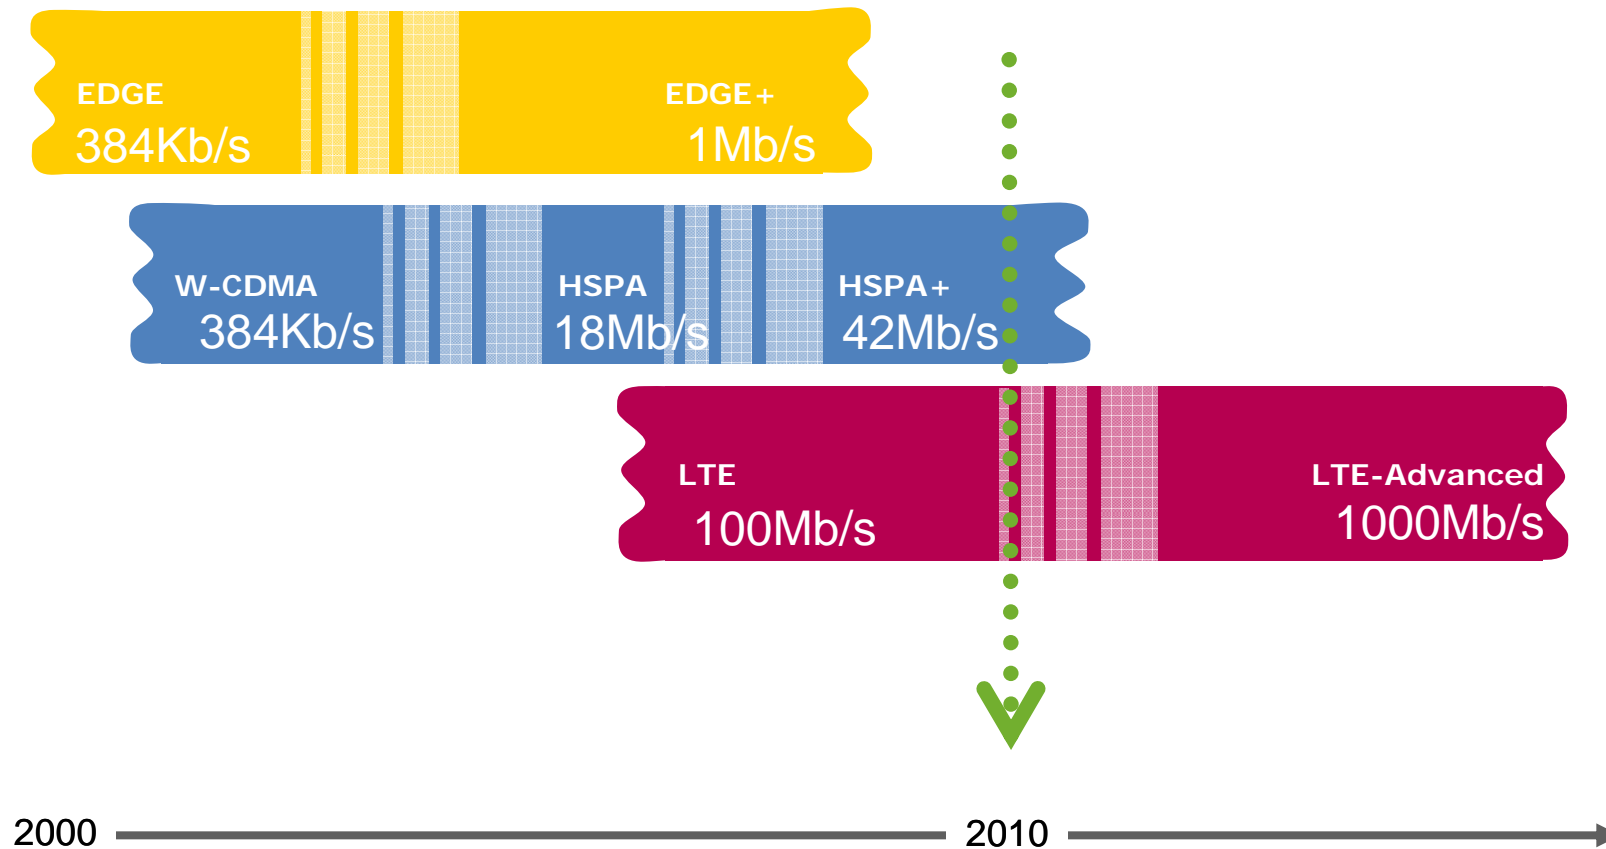 EDGE
384Kb/s
EDGE+
1Mb/s
W-CDMA
384Kb/s
HSPA
18Mb/s
HSPA+
42Mb/s
LTE
100Mb/s
LTE-Advanced
1000Mb/s
2000
2010